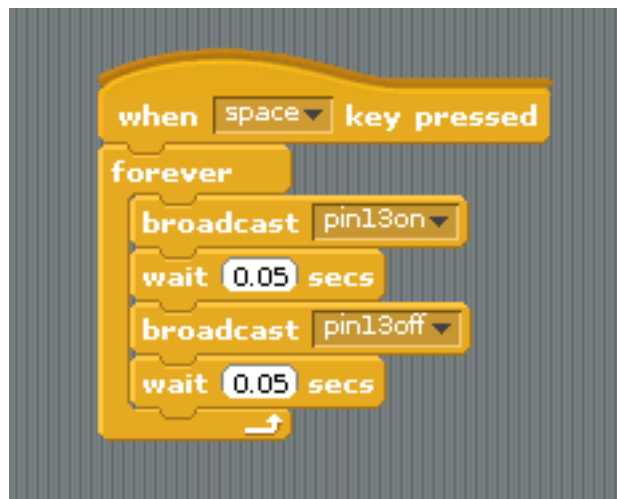 when space key pressed
forever
broadcast pin13on
wait 0.05 secs
broadcast pin13off
wait 0.05 secs